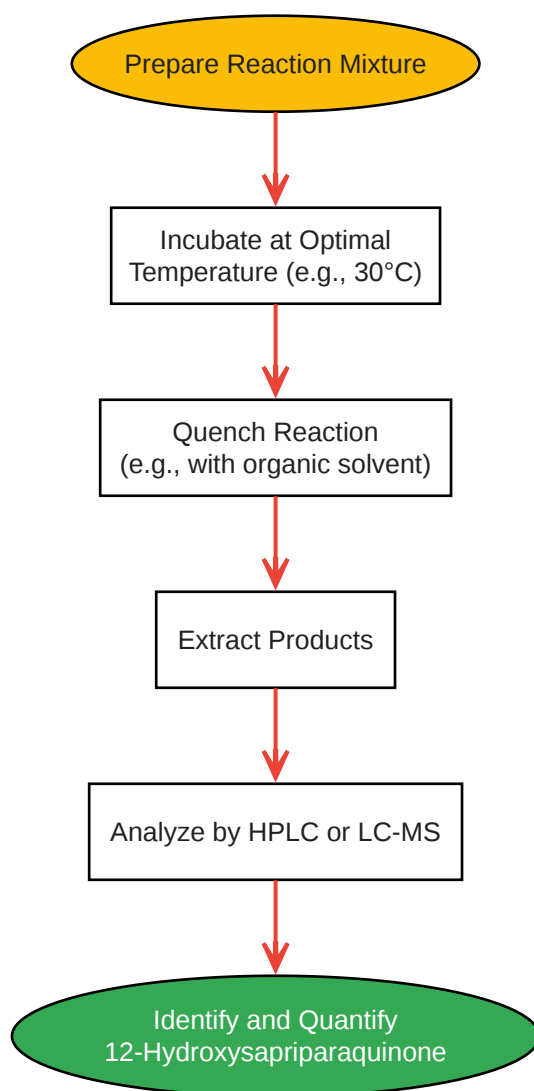 Prepare Reaction Mixture
Incubate at Optimal
Temperature (e.g., 30°C)
Quench Reaction
(e.g., with organic solvent)
Extract Products
Analyze by HPLC or LC-MS
Identify and Quantify
12-Hydroxysapriparaquinone